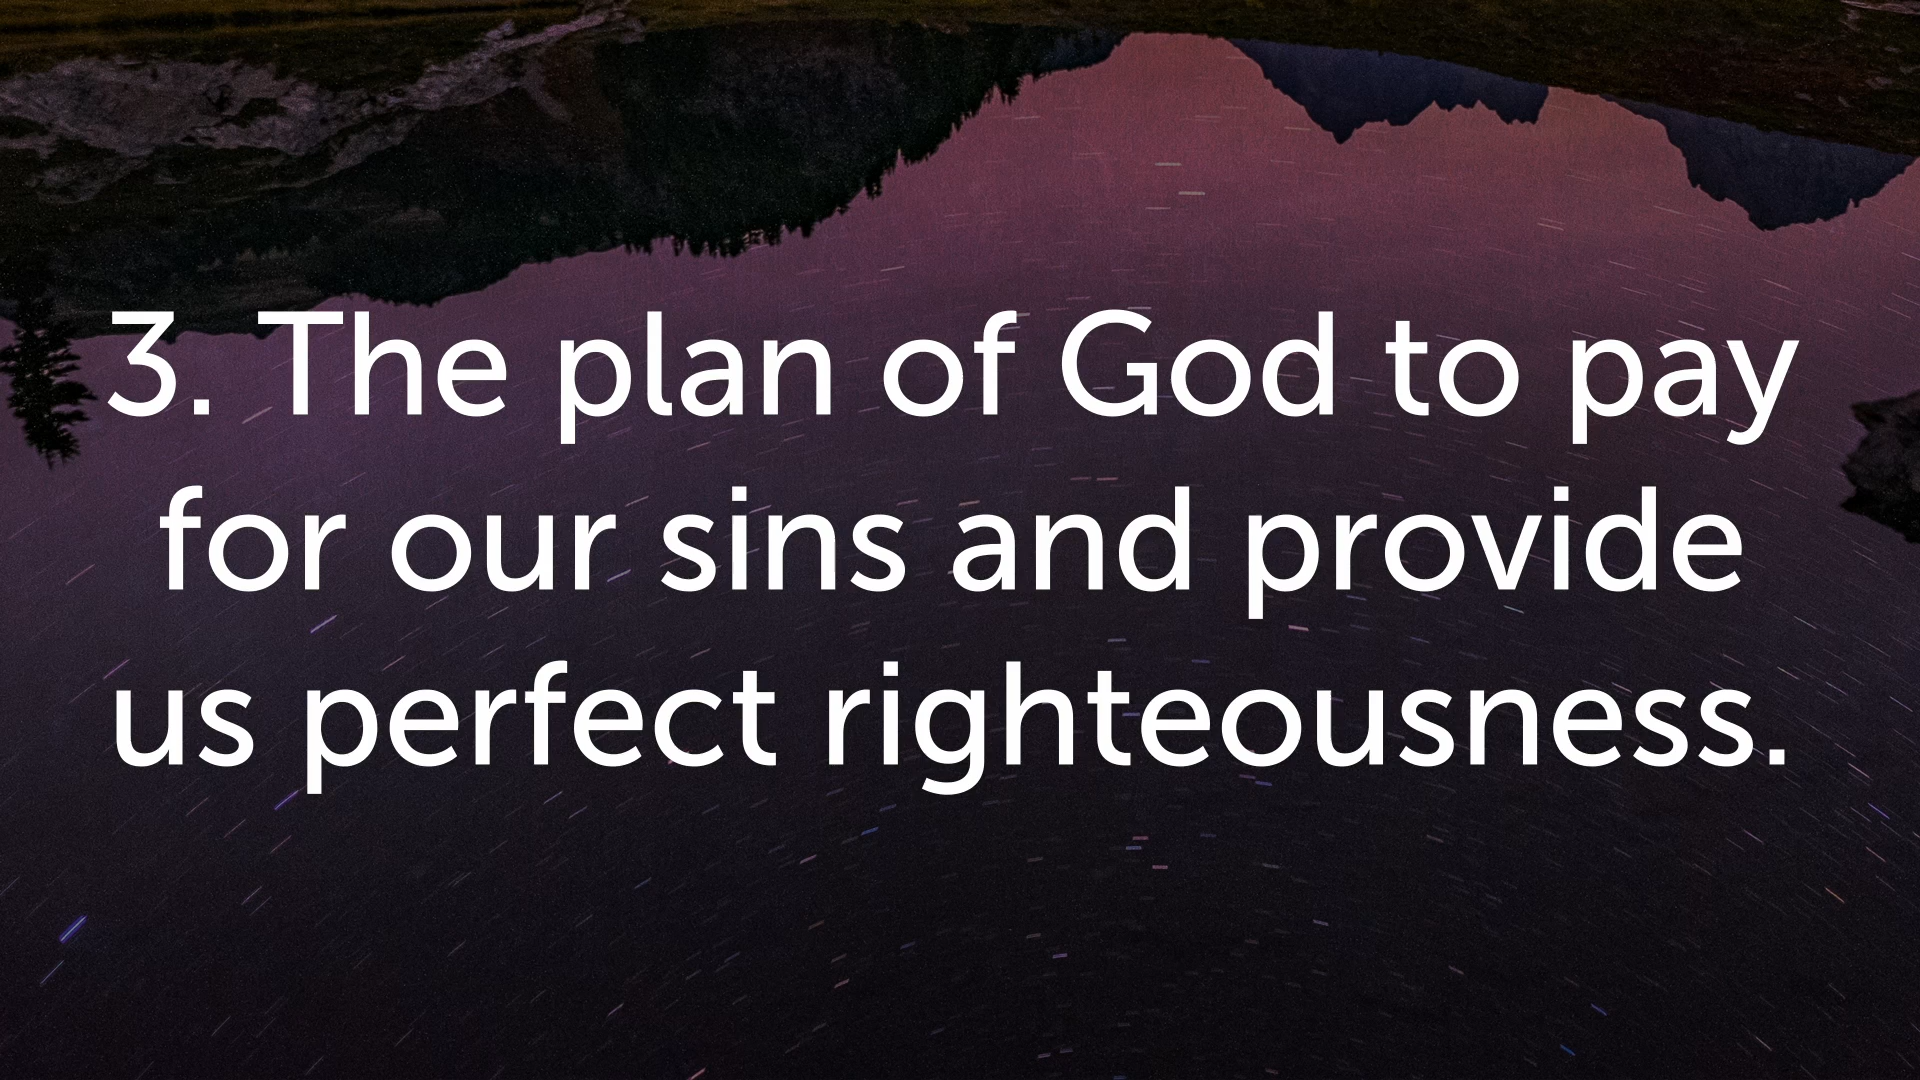 3. The plan of God to pay
for our sins and provide
us perfect righteousness.